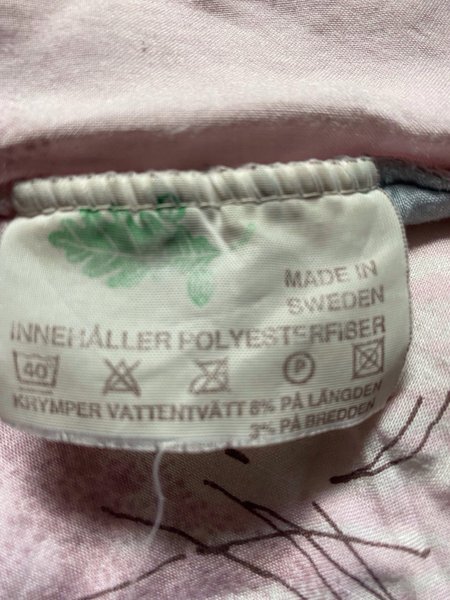 MADE IN
SWEDEN
INNEHÅLLER POLYESTERFIBER
40 P
KRYMPER VATTENTVÄTT 8% PÅ LÄNGDEN
3% PÅ BREDDEN